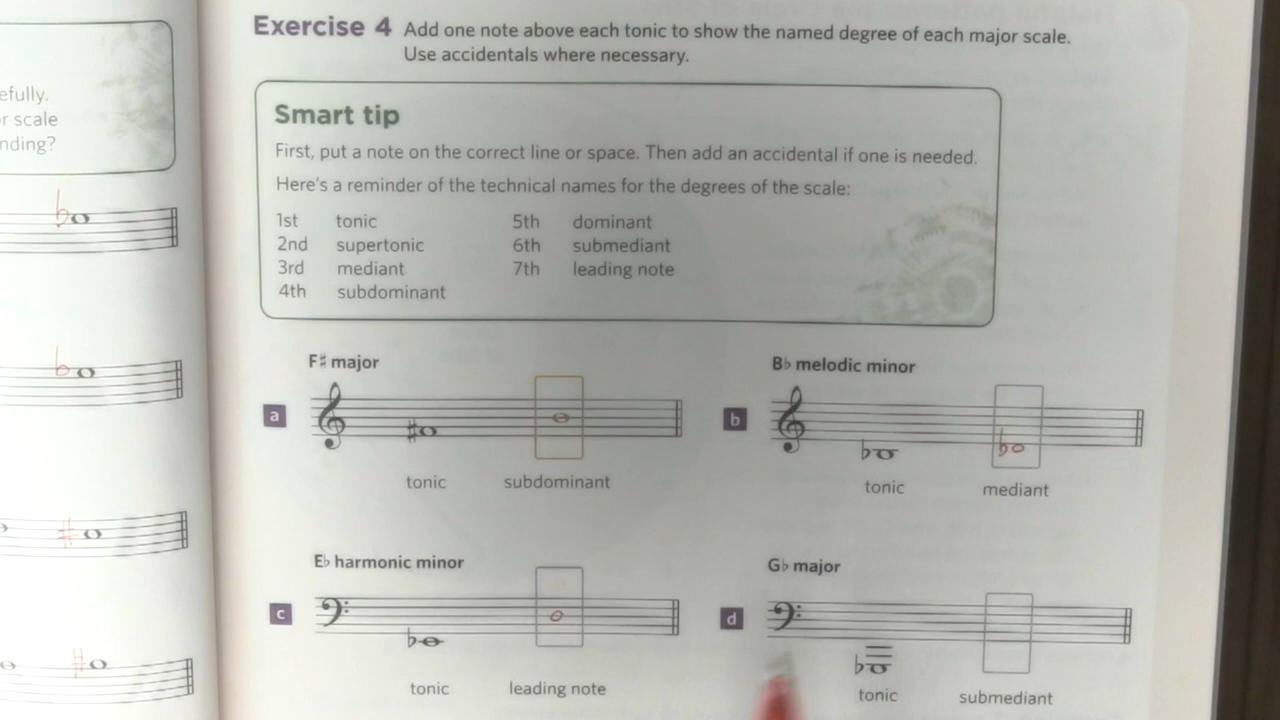 efully.
r scale
nding?
Exercise 4 Add one note above each tonic to show the named degree of each major scale.
Use accidentals where necessary.
Smart tip
First, put a note on the correct line or space. Then add an accidental if one is needed.
Here's a reminder of the technical names for the degrees of the scale:
1st tonic 5th dominant
2nd supertonic 6th submediant
3rd mediant 7th leading note
4th subdominant
F♯ major
B♭ melodic minor
a
b
tonic subdominant
tonic mediant
E♭ harmonic minor
G♭ major
c
d
tonic leading note
tonic submediant